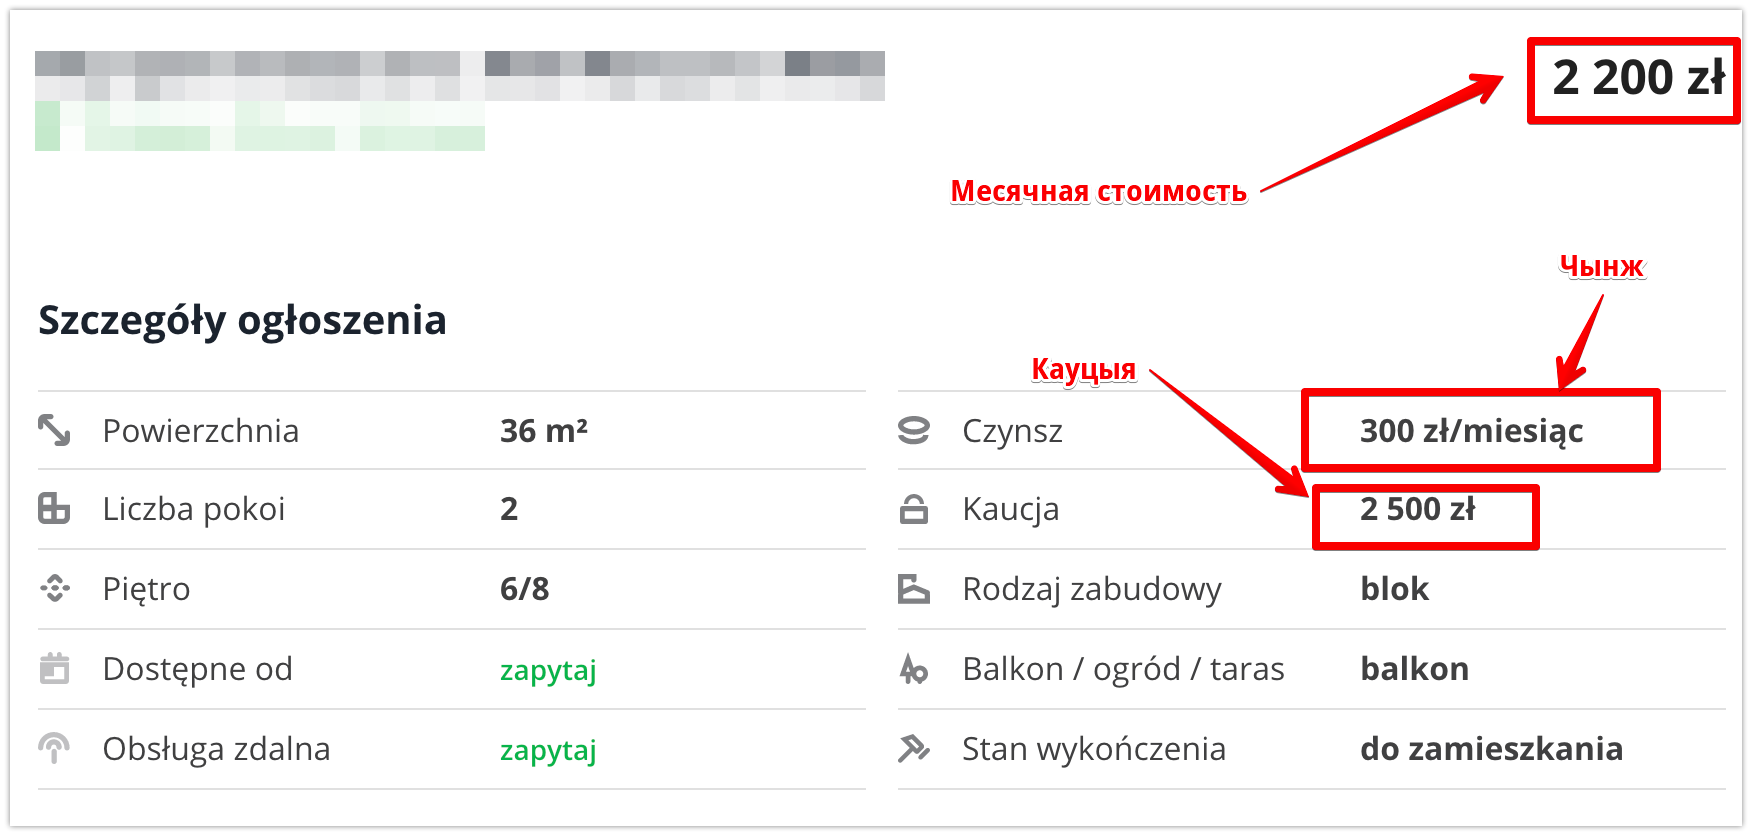 2 200 zł
Месячная стоимость
Чынж
Szczegóły ogłoszenia
Кауцыя
Powierzchnia 36 m²
Liczba pokoi 2
Piętro 6/8
Dostępne od zapytaj
Obsługa zdalna zapytaj
Czynsz 300 zł/miesiąc
Kaucja 2 500 zł
Rodzaj zabudowy blok
Balkon / ogród / taras balkon
Stan wykończenia do zamieszkania